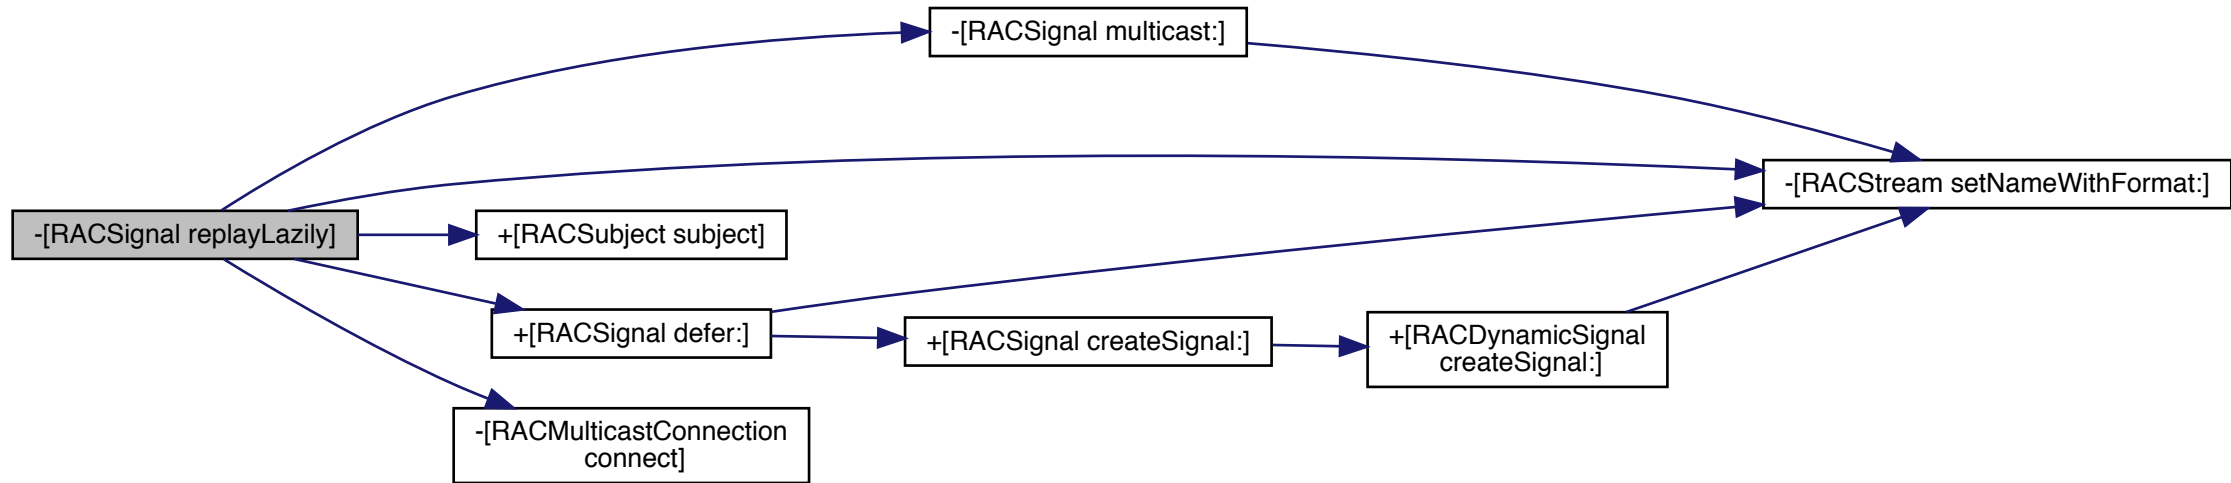 -[RACSignal multicast:]
-[RACStream setNameWithFormat:]
-[RACSignal replayLazily]
+[RACSubject subject]
+[RACSignal defer:]
+[RACSignal createSignal:]
+[RACDynamicSignal
createSignal:]
-[RACMulticastConnection
connect]